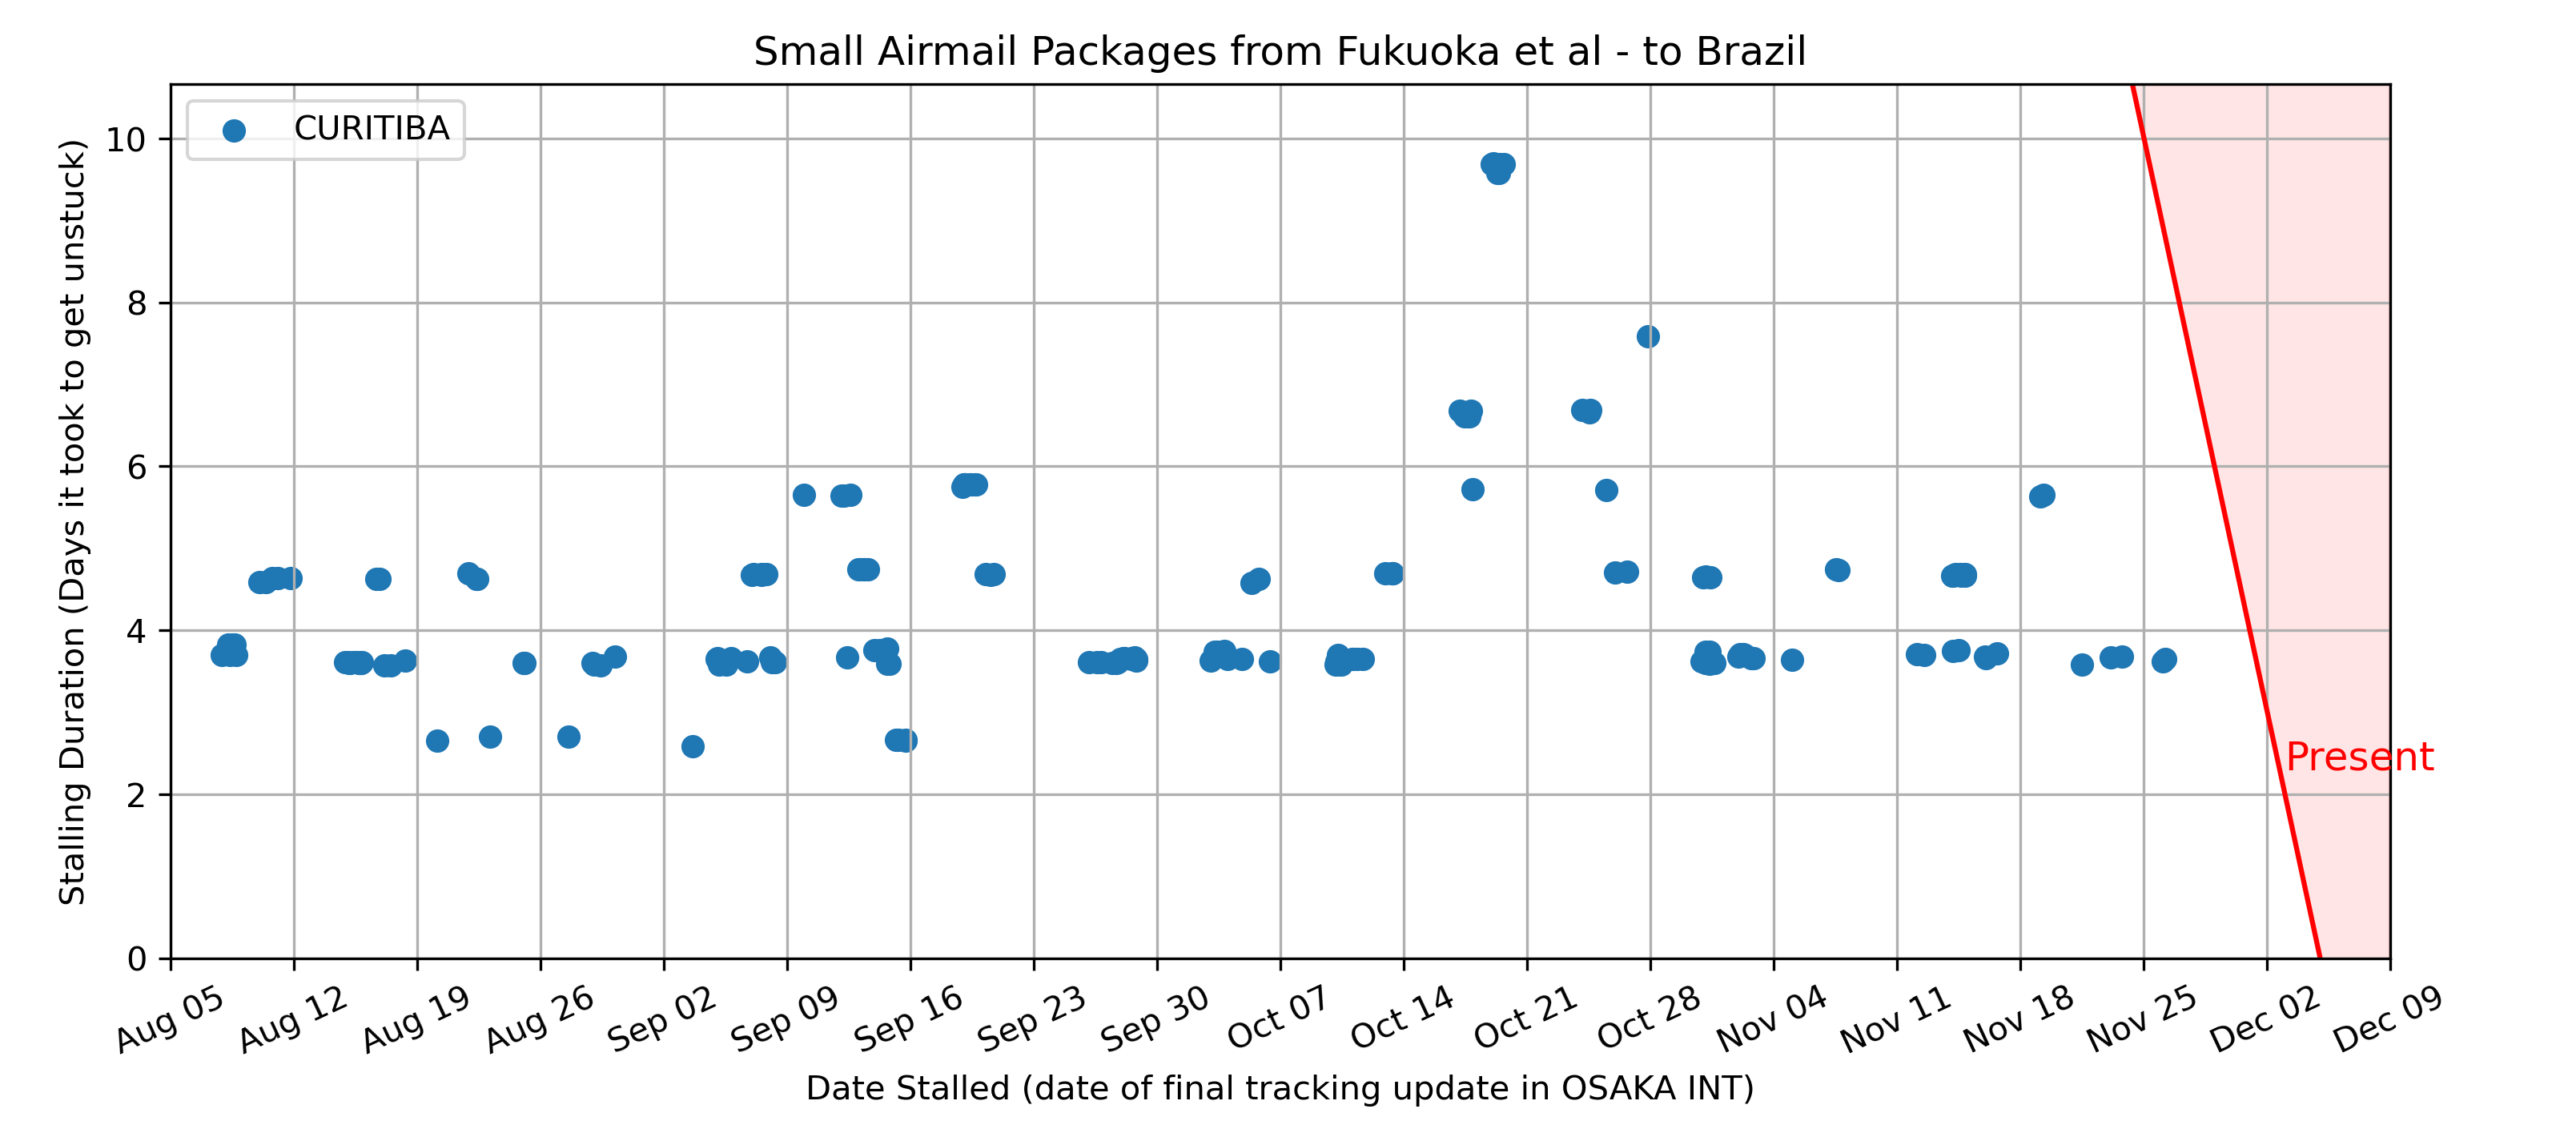 Small Airmail Packages from Fukuoka et al - to Brazil
CURITIBA
Stalling Duration (Days it took to get unstuck)
10
8
6
4
2
0
Present
Aug 05
Aug 12
Aug 19
Aug 26
Sep 02
Sep 09
Sep 16
Sep 23
Sep 30
Oct 07
Oct 14
Oct 21
Oct 28
Nov 04
Nov 11
Nov 18
Nov 25
Dec 02
Dec 09
Date Stalled (date of final tracking update in OSAKA INT)